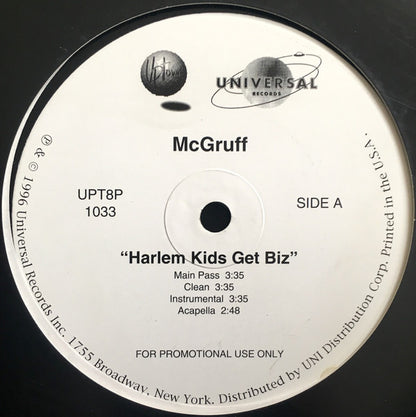 Uptown
UNIVERSAL
RECORDS
McGruff
UPT8P
1033
SIDE A
"Harlem Kids Get Biz"
Main Pass 3:35
Clean 3:35
Instrumental 3:35
Acapella 2:48
FOR PROMOTIONAL USE ONLY
℗ & © 1996 Universal Records Inc. 1755 Broadway, New York. Distributed by UNI Distribution Corp. Printed in the U.S.A.